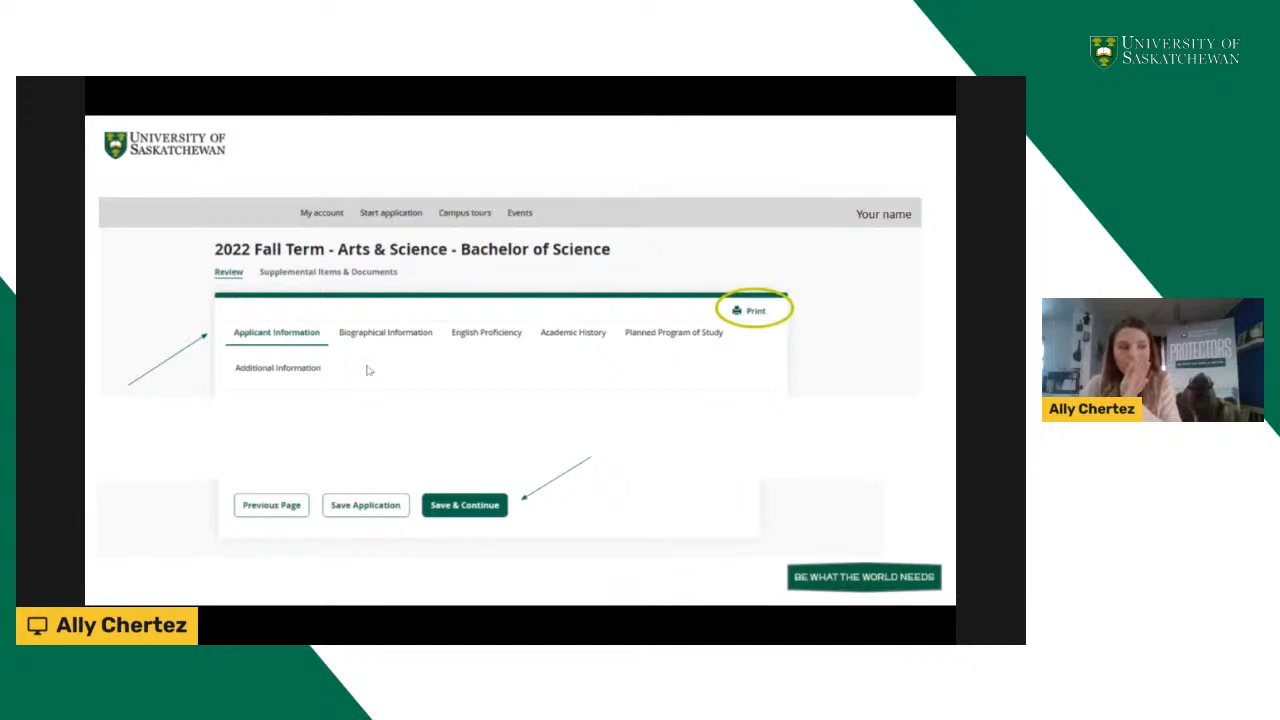 UNIVERSITY OF
SASKATCHEWAN
UNIVERSITY OF
SASKATCHEWAN
My account Start application Campus tours Events Your name
2022 Fall Term - Arts & Science - Bachelor of Science
Review Supplemental Items & Documents
Print
Applicant Information Biographical Information English Proficiency Academic History Planned Program of Study
Additional Information
Previous Page Save Application Save & Continue
BE WHAT THE WORLD NEEDS
Ally Chertez
PROTECTORS
Ally Chertez